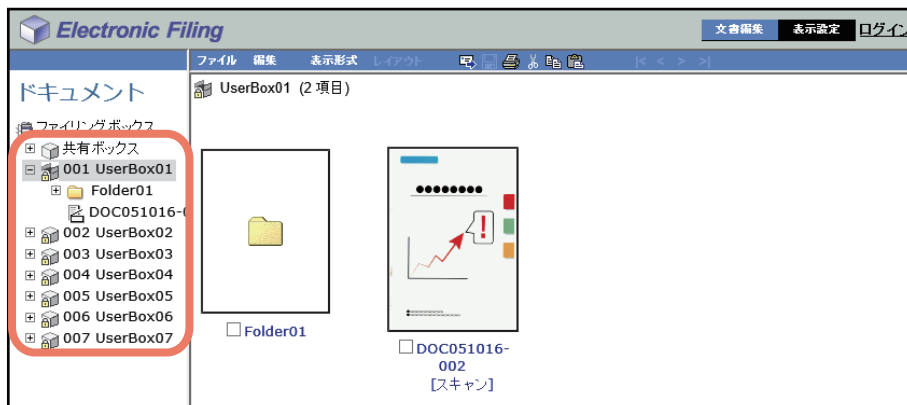 Electronic Filing
文書編集 表示設定 ログイン
ファイル 編集 表示形式 レイアウト |< < > >|
ドキュメント
UserBox01 (2 項目)
ファイリングボックス
共有ボックス
001 UserBox01
Folder01
DOC051016-
002 UserBox02
003 UserBox03
004 UserBox04
005 UserBox05
006 UserBox06
007 UserBox07
!
Folder01
DOC051016-
002
[スキャン]